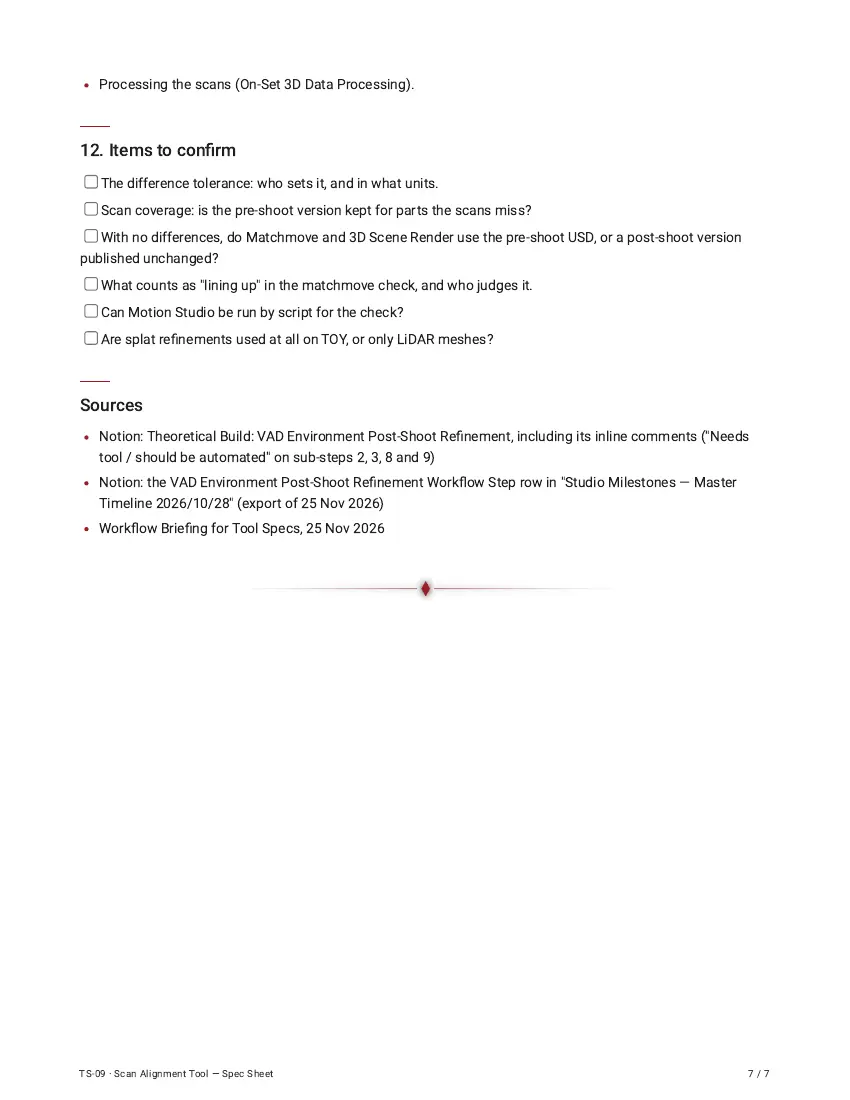 Processing the scans (On-Set 3D Data Processing).
12. Items to confirm
The difference tolerance: who sets it, and in what units.
Scan coverage: is the pre-shoot version kept for parts the scans miss?
With no differences, do Matchmove and 3D Scene Render use the pre-shoot USD, or a post-shoot version
published unchanged?
What counts as "lining up" in the matchmove check, and who judges it.
Can Motion Studio be run by script for the check?
Are splat refinements used at all on TOY, or only LiDAR meshes?
Sources
Notion: Theoretical Build: VAD Environment Post-Shoot Refinement, including its inline comments ("Needs
tool / should be automated" on sub-steps 2, 3, 8 and 9)
Notion: the VAD Environment Post-Shoot Refinement Workflow Step row in "Studio Milestones — Master
Timeline 2026/10/28" (export of 25 Nov 2026)
Workflow Briefing for Tool Specs, 25 Nov 2026
TS-09 · Scan Alignment Tool — Spec Sheet
7 / 7